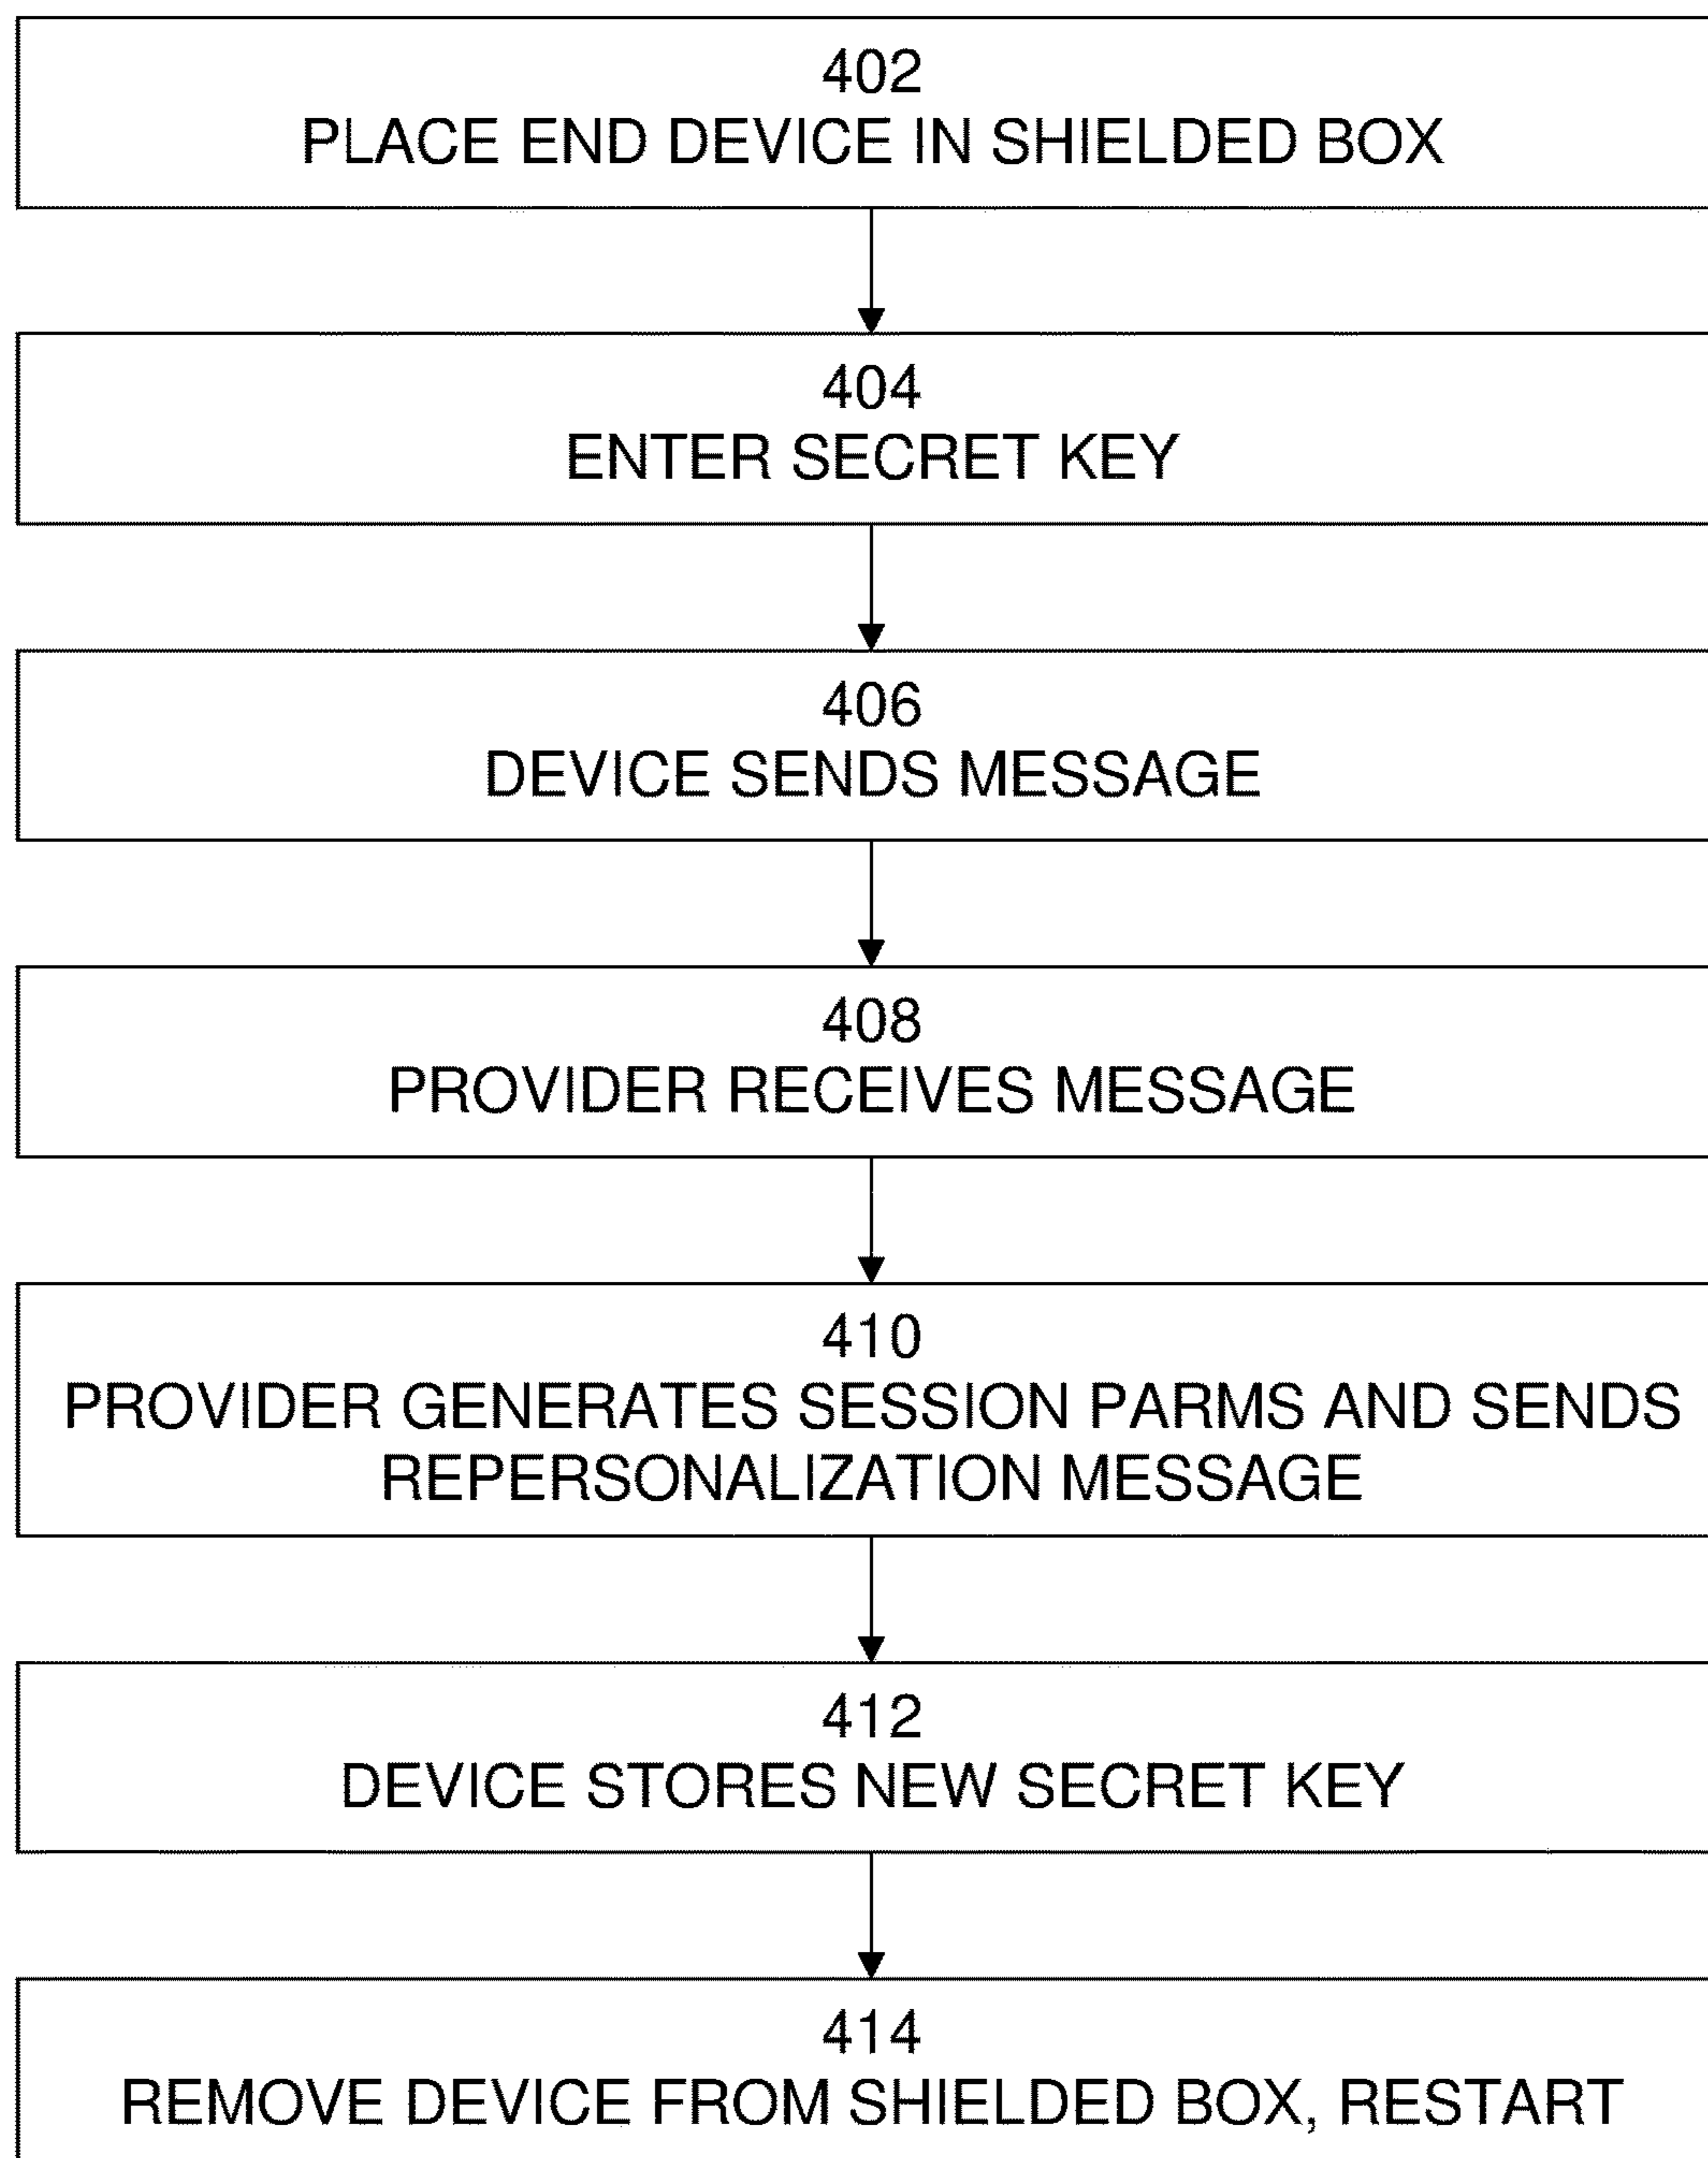 402
PLACE END DEVICE IN SHIELDED BOX
404
ENTER SECRET KEY
406
DEVICE SENDS MESSAGE
408
PROVIDER RECEIVES MESSAGE
410
PROVIDER GENERATES SESSION PARMS AND SENDS
REPERSONALIZATION MESSAGE
412
DEVICE STORES NEW SECRET KEY
414
REMOVE DEVICE FROM SHIELDED BOX, RESTART